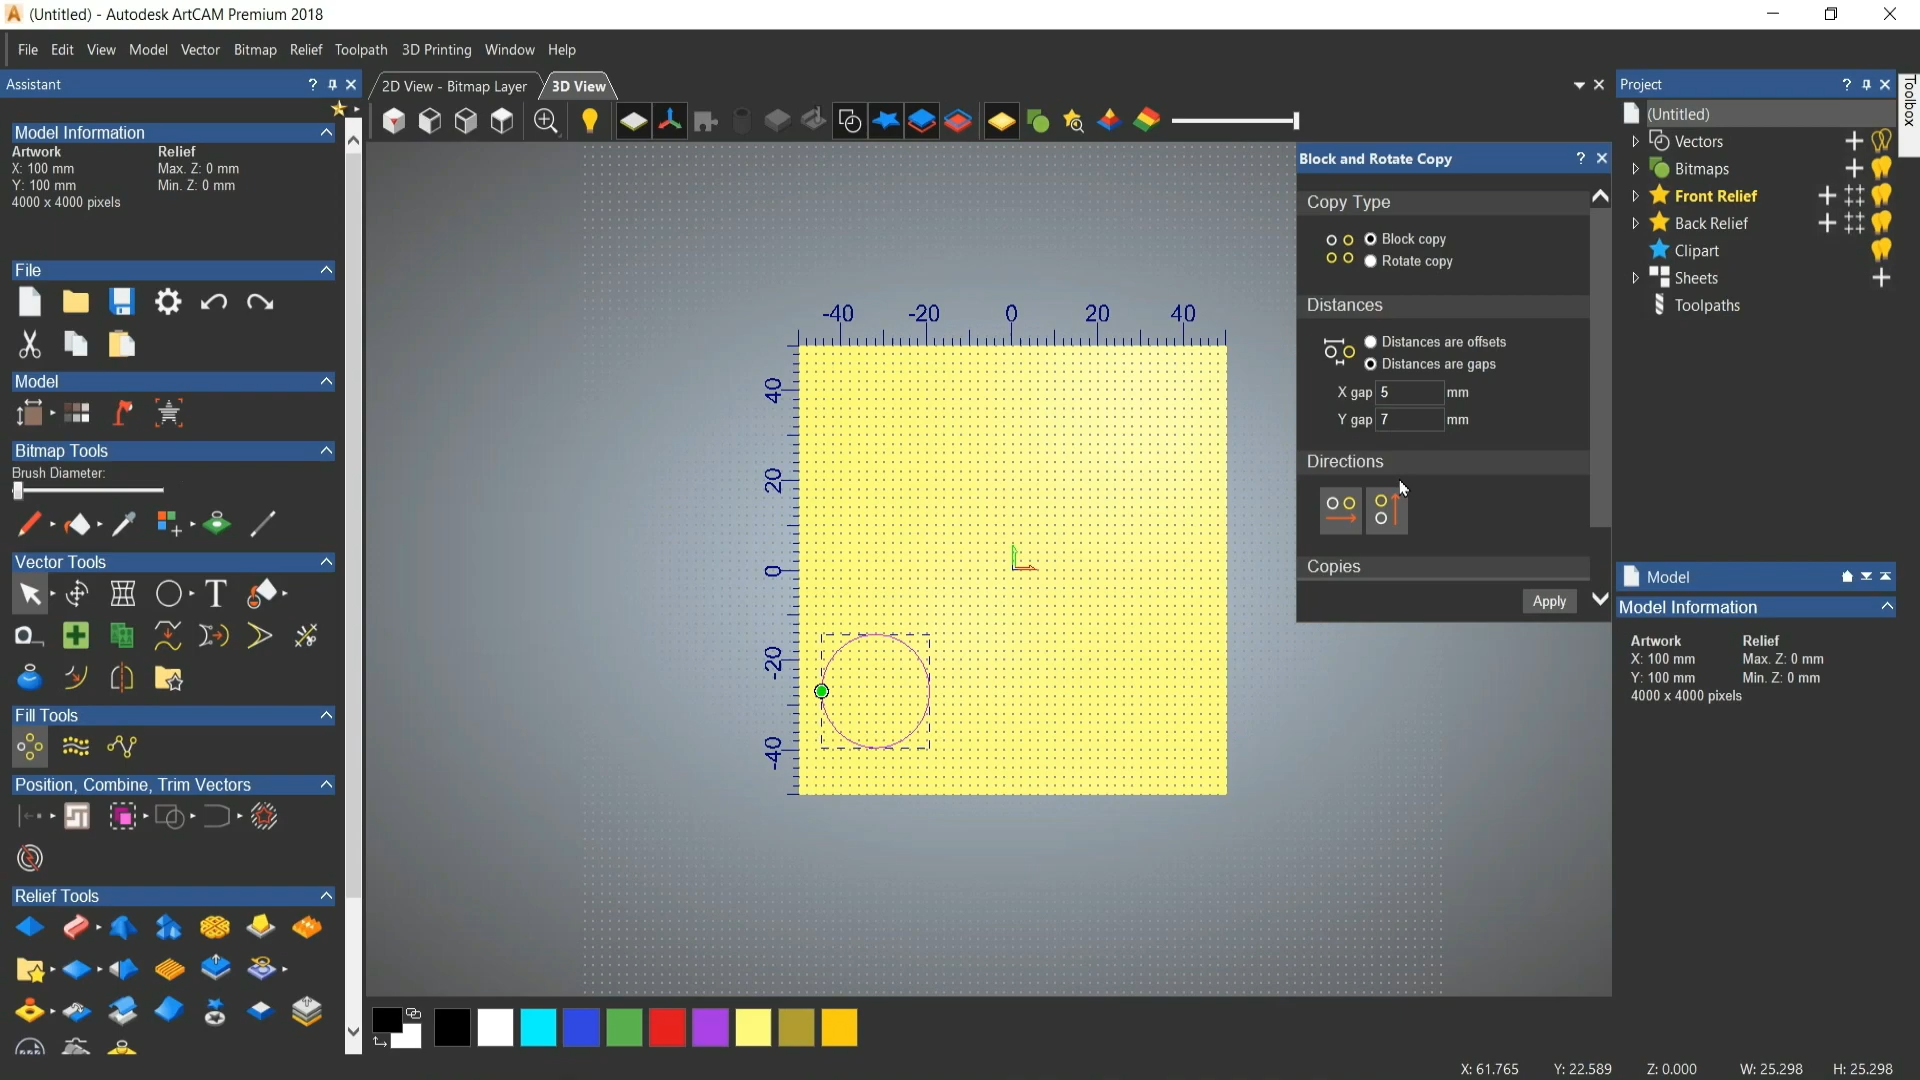 (Untitled) - Autodesk ArtCAM Premium 2018
File Edit View Model Vector Bitmap Relief Toolpath 3D Printing Window Help
Assistant
?
2D View - Bitmap Layer
3D View
Project
?
Toolbox
Model Information
Artwork Relief
X: 100 mm Max. Z: 0 mm
Y: 100 mm Min. Z: 0 mm
4000 x 4000 pixels
File
Model
Bitmap Tools
Brush Diameter:
Vector Tools
Fill Tools
Position, Combine, Trim Vectors
Relief Tools
-40 -20 0 20 40
40
20
0
-20
-40
Block and Rotate Copy ?
Copy Type
Block copy
Rotate copy
Distances
Distances are offsets
Distances are gaps
X gap 5 mm
Y gap 7 mm
Directions
Copies
Apply
(Untitled)
Vectors
Bitmaps
Front Relief
Back Relief
Clipart
Sheets
Toolpaths
Model
Model Information
Artwork Relief
X: 100 mm Max. Z: 0 mm
Y: 100 mm Min. Z: 0 mm
4000 x 4000 pixels
X: 61.765 Y: 22.589 Z: 0.000 W: 25.298 H: 25.298